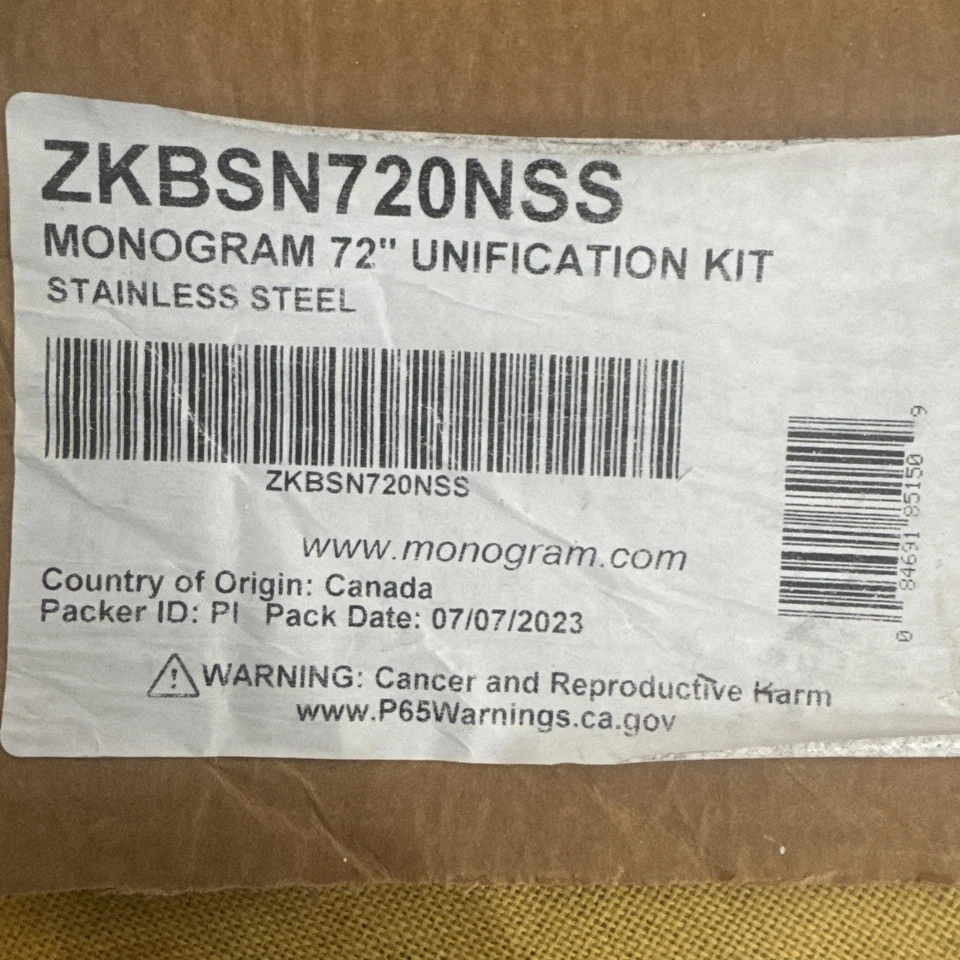 ZKBSN720NSS
MONOGRAM 72" UNIFICATION KIT
STAINLESS STEEL
ZKBSN720NSS
0 84691 85150 9
www.monogram.com
Country of Origin: Canada
Packer ID: PI Pack Date: 07/07/2023
WARNING: Cancer and Reproductive Harm
www.P65Warnings.ca.gov